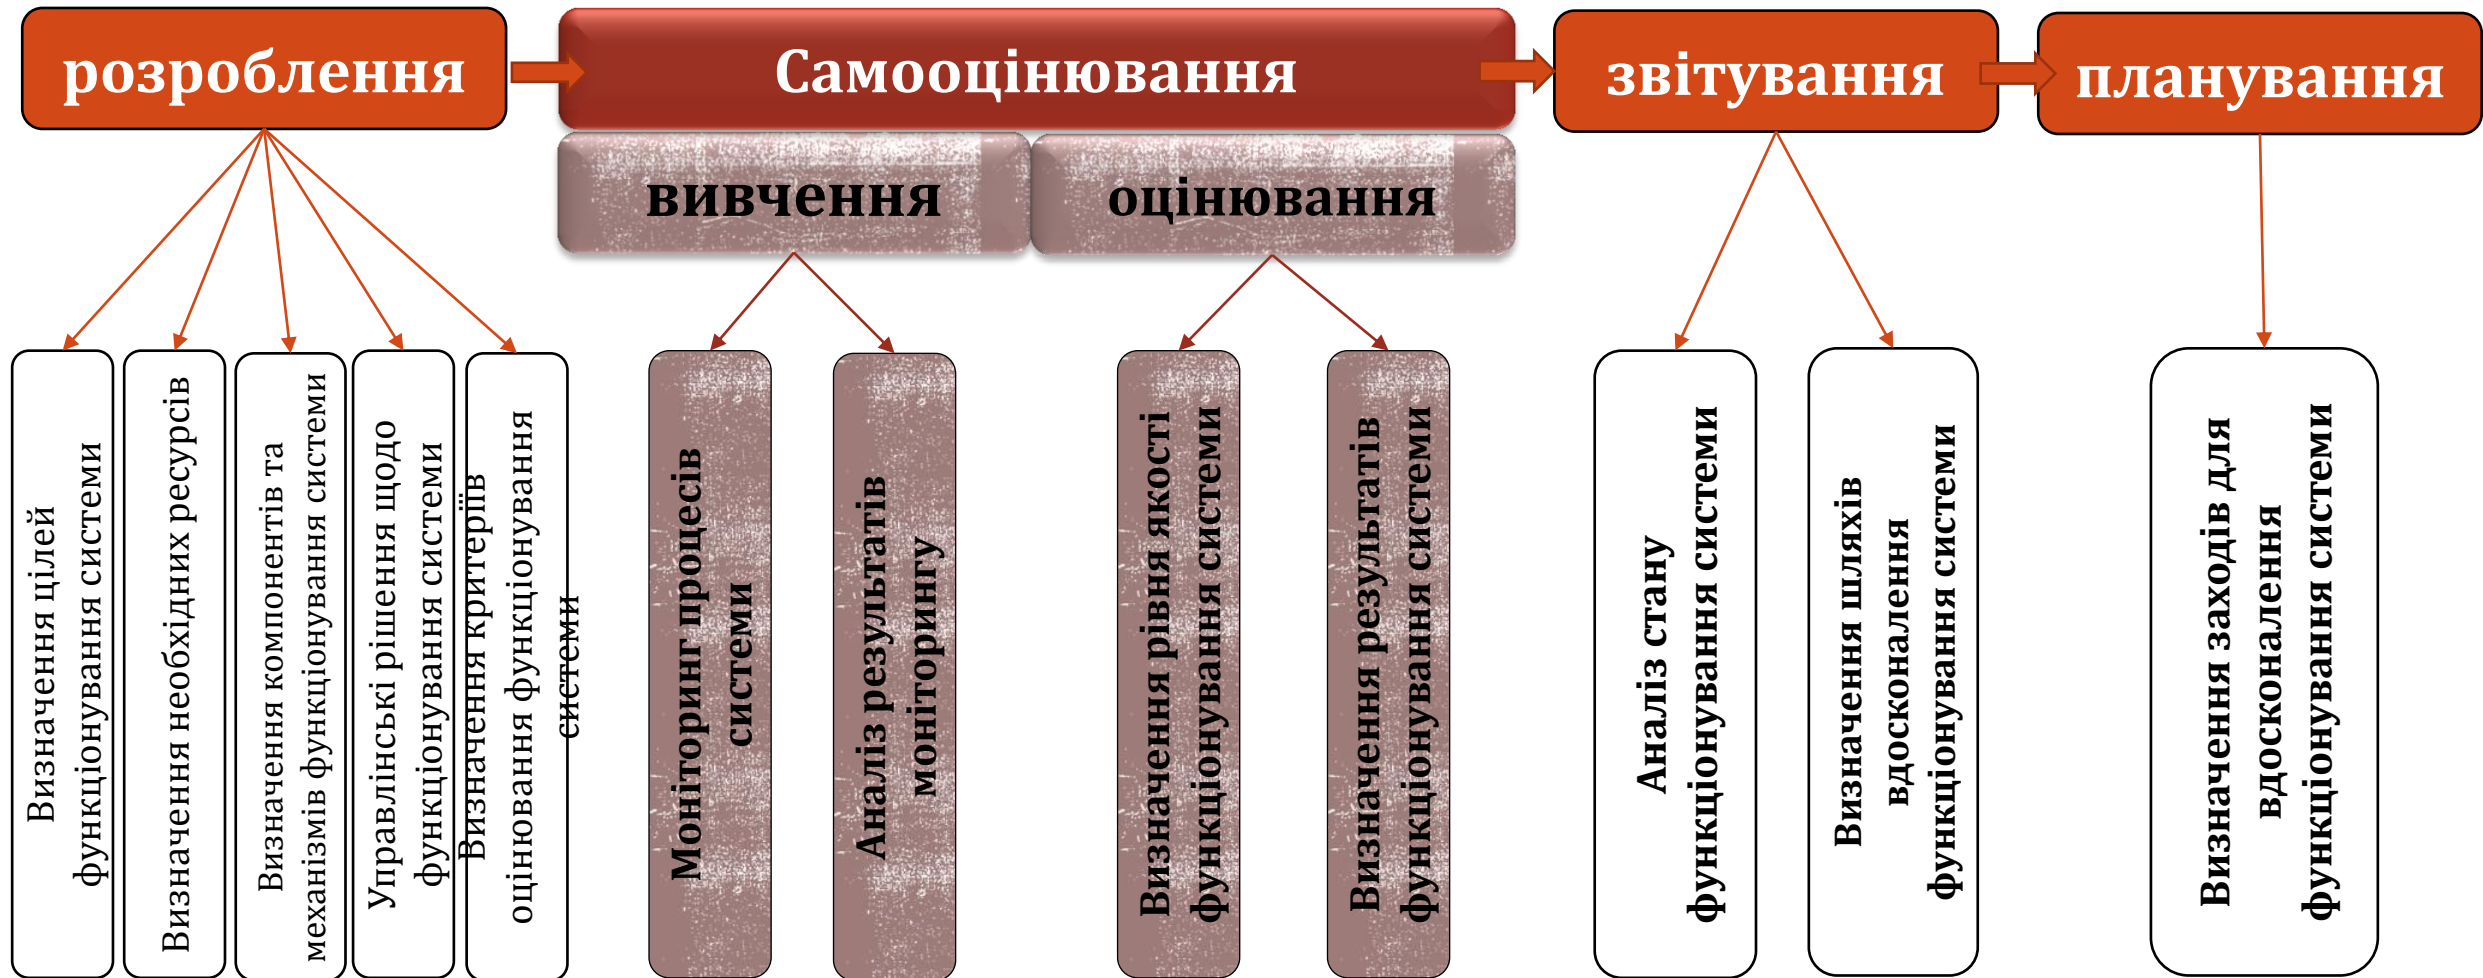 розроблення
Самооцінювання
звітування
планування
вивчення
оцінювання
Визначення цілей
функціонування системи
Визначення необхідних ресурсів
Визначення компонентів та
механізмів функціонування системи
Управлінські рішення щодо
функціонування системи
Визначення критеріїв
оцінювання функціонування
системи
Моніторинг процесів
системи
Аналіз результатів
моніторингу
Визначення рівня якості
функціонування системи
Визначення результатів
функціонування системи
Аналіз стану
функціонування системи
Визначення шляхів
вдосконалення
функціонування системи
Визначення заходів для
вдосконалення
функціонування системи